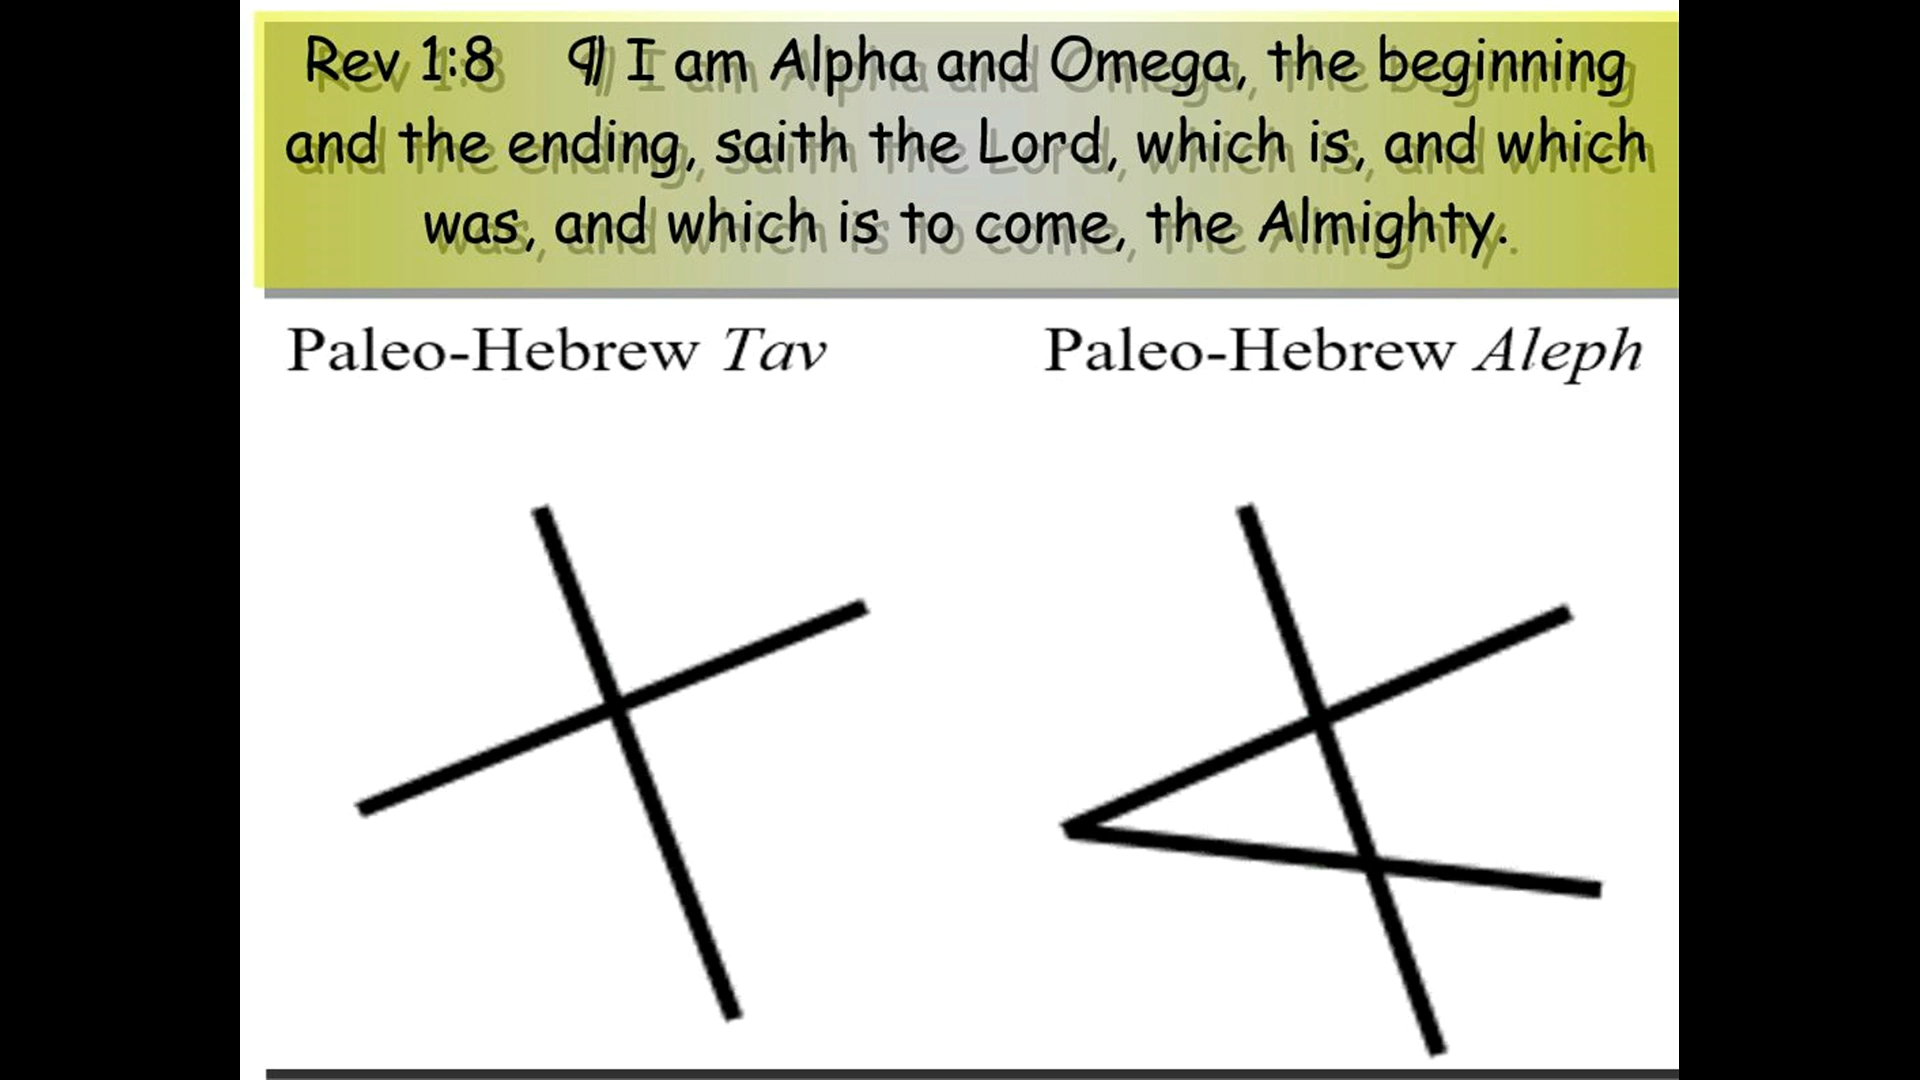 Rev 1:8 ¶ I am Alpha and Omega, the beginning
and the ending, saith the Lord, which is, and which
was, and which is to come, the Almighty.
Paleo-Hebrew Tav
Paleo-Hebrew Aleph